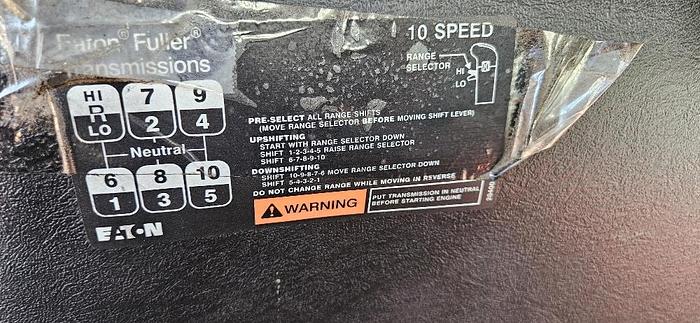 Eaton® Fuller®
Transmissions
10 SPEED
RANGE
SELECTOR
HI
LO
HI
R
LO
7
2
9
4
Neutral
6
1
8
3
10
5
PRE-SELECT ALL RANGE SHIFTS
(MOVE RANGE SELECTOR BEFORE MOVING SHIFT LEVER)
UPSHIFTING
START WITH RANGE SELECTOR DOWN
SHIFT 1-2-3-4-5 RAISE RANGE SELECTOR
SHIFT 6-7-8-9-10
DOWNSHIFTING
SHIFT 10-9-8-7-6 MOVE RANGE SELECTOR DOWN
SHIFT 5-4-3-2-1
DO NOT CHANGE RANGE WHILE MOVING IN REVERSE
WARNING
PUT TRANSMISSION IN NEUTRAL
BEFORE STARTING ENGINE
EATON